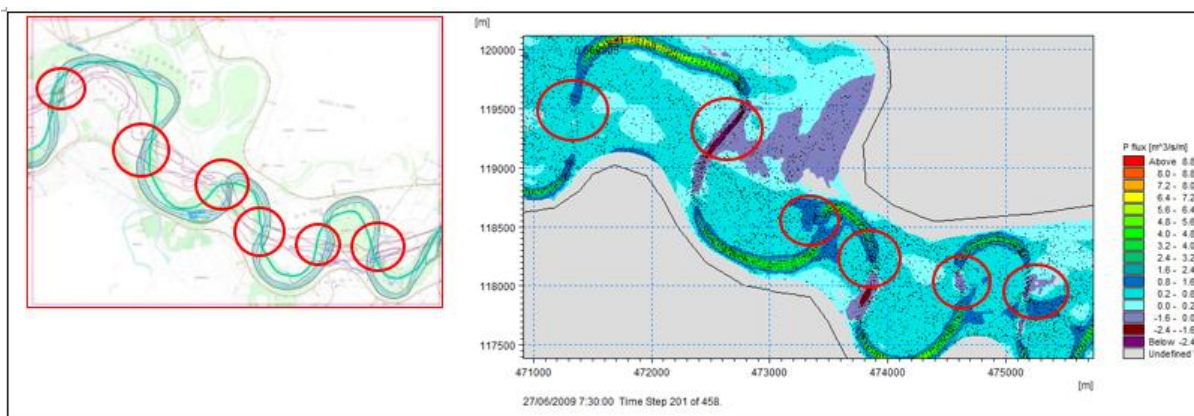 [m]
120000
119500
119000
118500
118000
117500
471000
472000
473000
474000
475000
[m]
27/06/2009 7:30:00 Time Step 201 of 458.
P flux [m^3/s/m]
Above 8.8
8.0 - 8.8
7.2 - 8.0
6.4 - 7.2
5.6 - 6.4
4.8 - 5.6
4.0 - 4.8
3.2 - 4.0
2.4 - 3.2
1.6 - 2.4
0.8 - 1.6
0.2 - 0.8
0.0 - 0.2
-1.6 - 0.0
-2.4 - -1.6
Below -2.4
Undefined